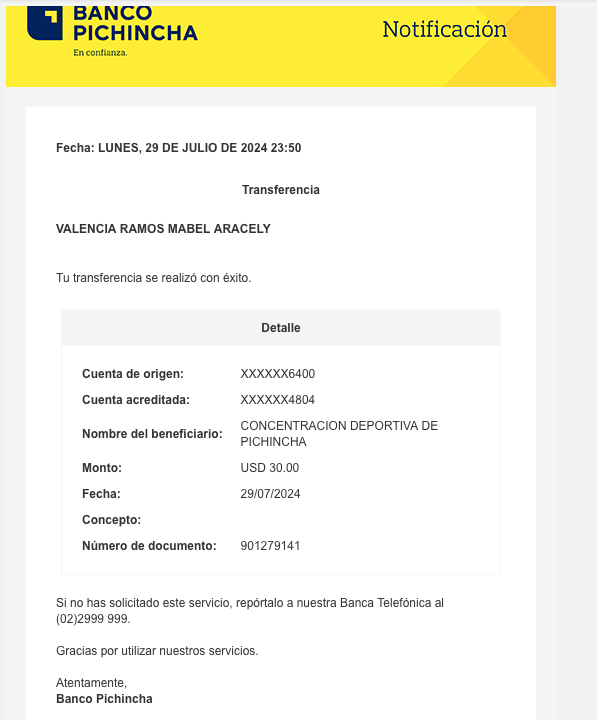 BANCO
PICHINCHA
En confianza.
Notificación
Fecha: LUNES, 29 DE JULIO DE 2024 23:50
Transferencia
VALENCIA RAMOS MABEL ARACELY
Tu transferencia se realizó con éxito.
Detalle
Cuenta de origen: XXXXXX6400
Cuenta acreditada: XXXXXX4804
Nombre del beneficiario: CONCENTRACION DEPORTIVA DE
PICHINCHA
Monto: USD 30.00
Fecha: 29/07/2024
Concepto:
Número de documento: 901279141
Si no has solicitado este servicio, repórtalo a nuestra Banca Telefónica al
(02)2999 999.
Gracias por utilizar nuestros servicios.
Atentamente,
Banco Pichincha